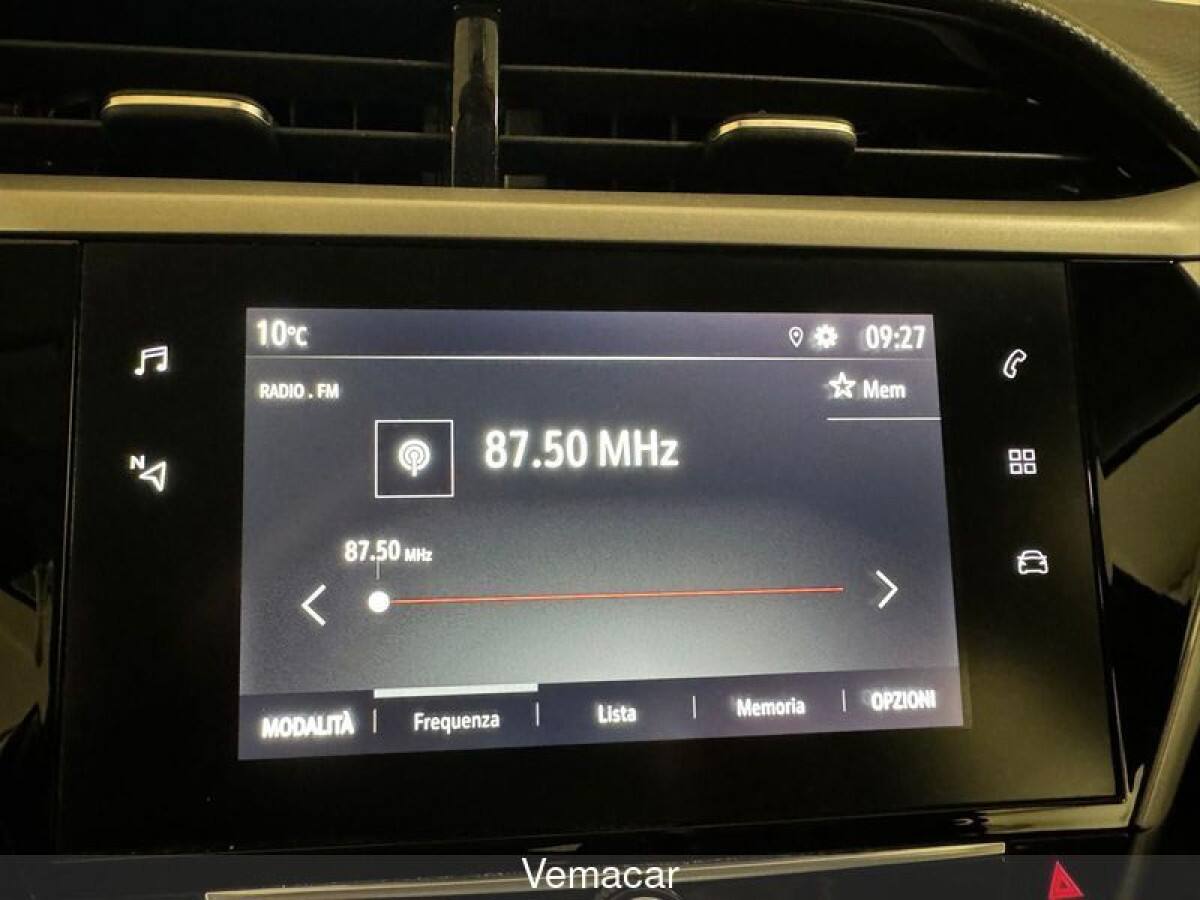 10°C 09:27
RADIO . FM Mem
87.50 MHz
87.50 MHz
N
MODALITÀ Frequenza Lista Memoria OPZIONI
Vemacar